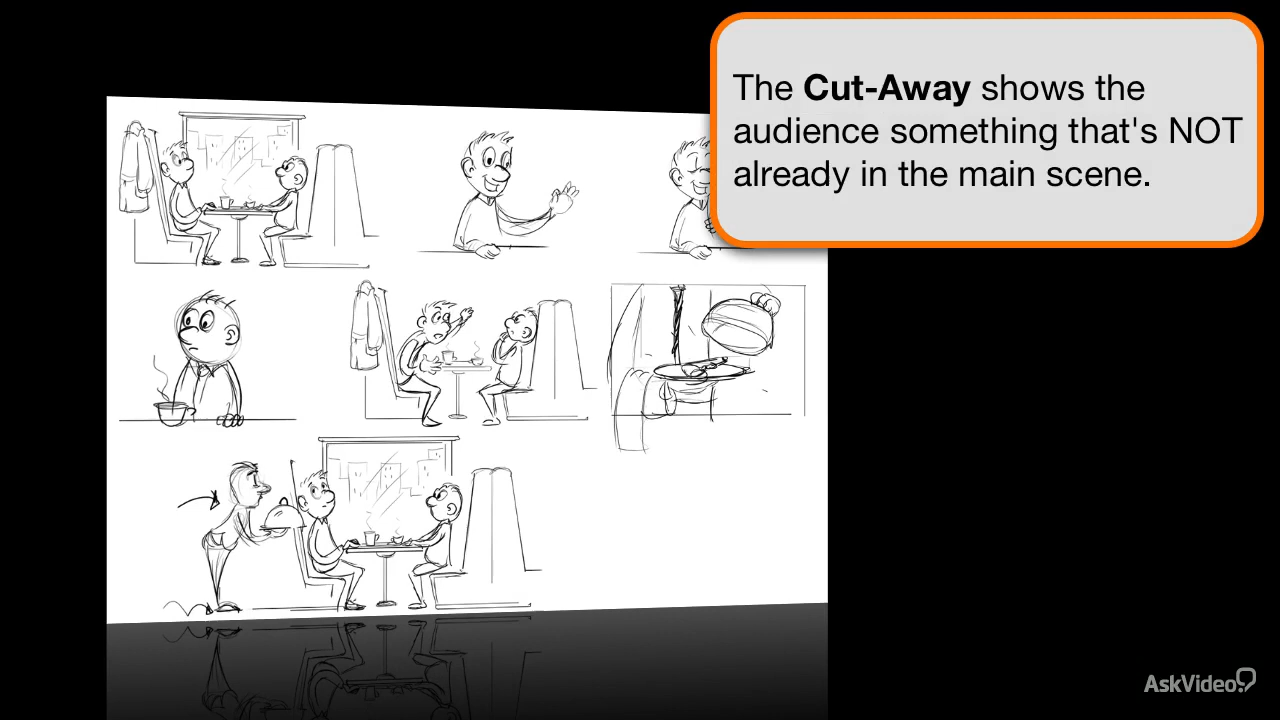 The Cut-Away shows the
audience something that's NOT
already in the main scene.
AskVideo